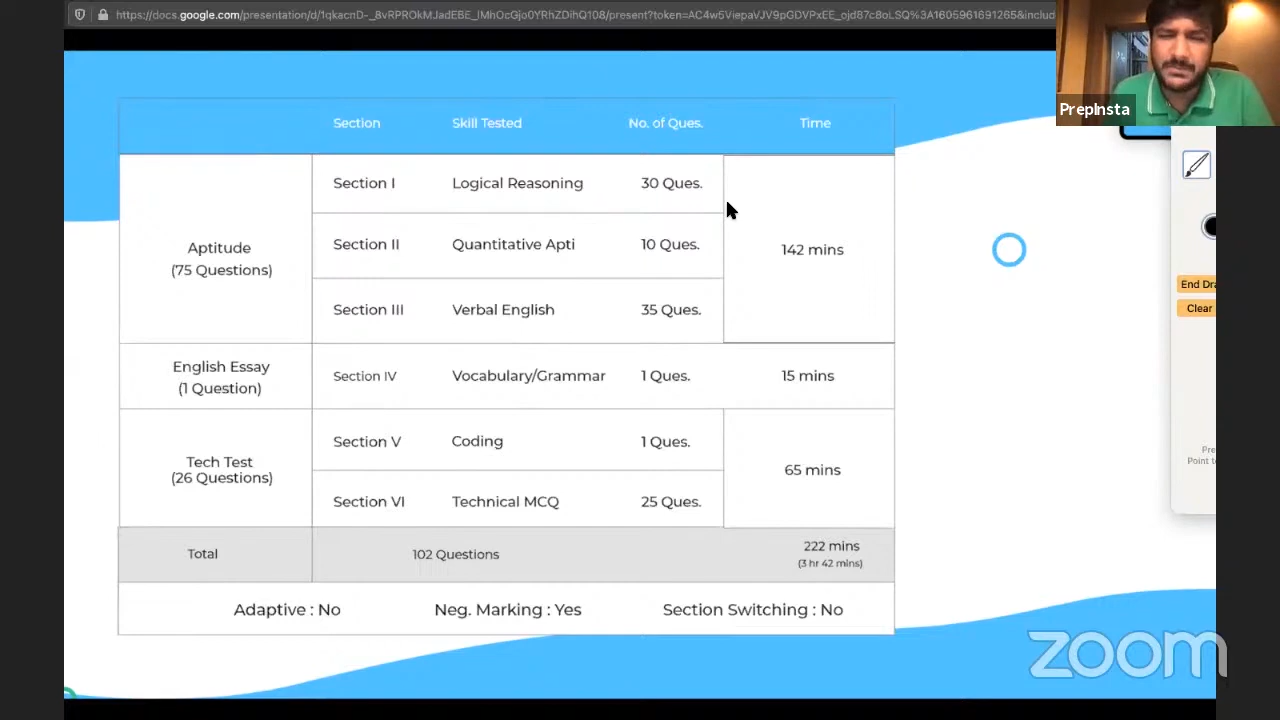 https://docs.google.com/presentation/d/1qkacnD-_8vRPROkMJadEBE_lMhOcGjo0YRhZDihQ108/present?token=AC4w5ViepaVJV9pGDVPxEE_ojd87c8oLSQ%3A1605961691265&includ
PrepInsta
Section Skill Tested No. of Ques. Time
Aptitude
(75 Questions)
Section I Logical Reasoning 30 Ques.
Section II Quantitative Apti 10 Ques.
Section III Verbal English 35 Ques.
142 mins
English Essay
(1 Question)
Section IV Vocabulary/Grammar 1 Ques. 15 mins
Tech Test
(26 Questions)
Section V Coding 1 Ques.
Section VI Technical MCQ 25 Ques.
65 mins
Total 102 Questions 222 mins
(3 hr 42 mins)
Adaptive : No Neg. Marking : Yes Section Switching : No
End Dra
Clear
Pre
Point to
zoom